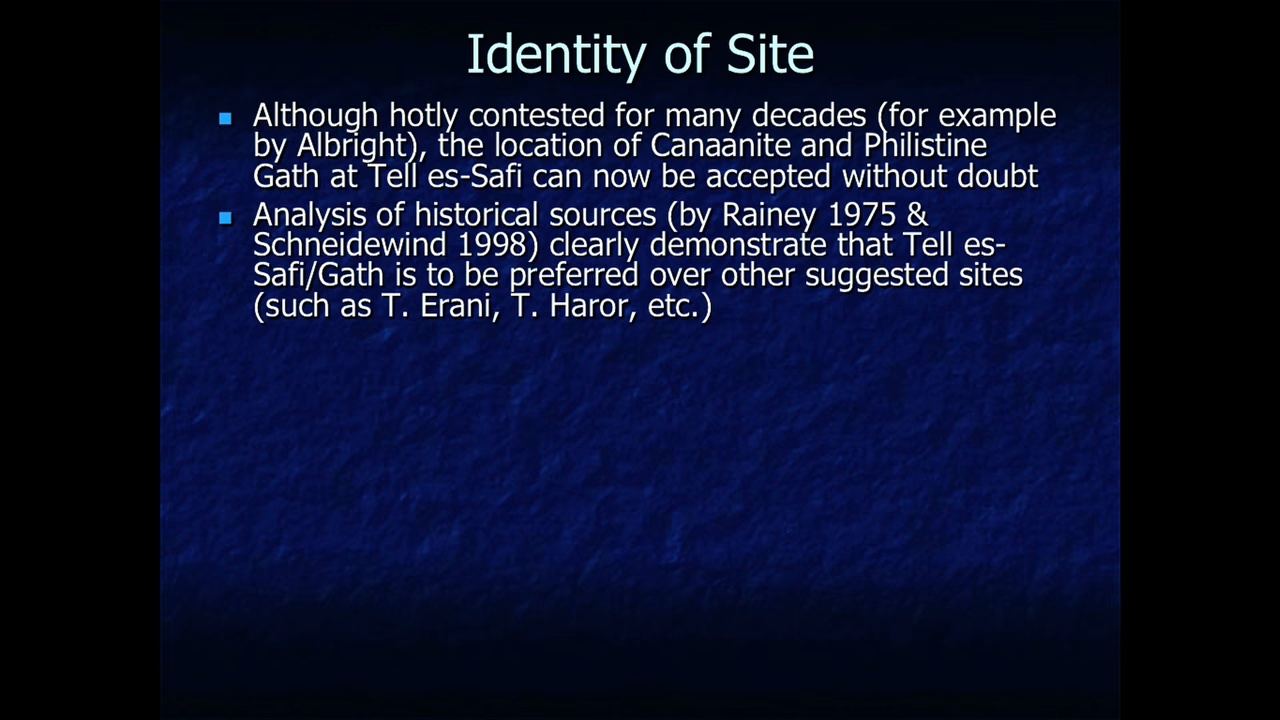 Identity of Site
Although hotly contested for many decades (for example
by Albright), the location of Canaanite and Philistine
Gath at Tell es-Safi can now be accepted without doubt
Analysis of historical sources (by Rainey 1975 &
Schneidewind 1998) clearly demonstrate that Tell es-
Safi/Gath is to be preferred over other suggested sites
(such as T. Erani, T. Haror, etc.)